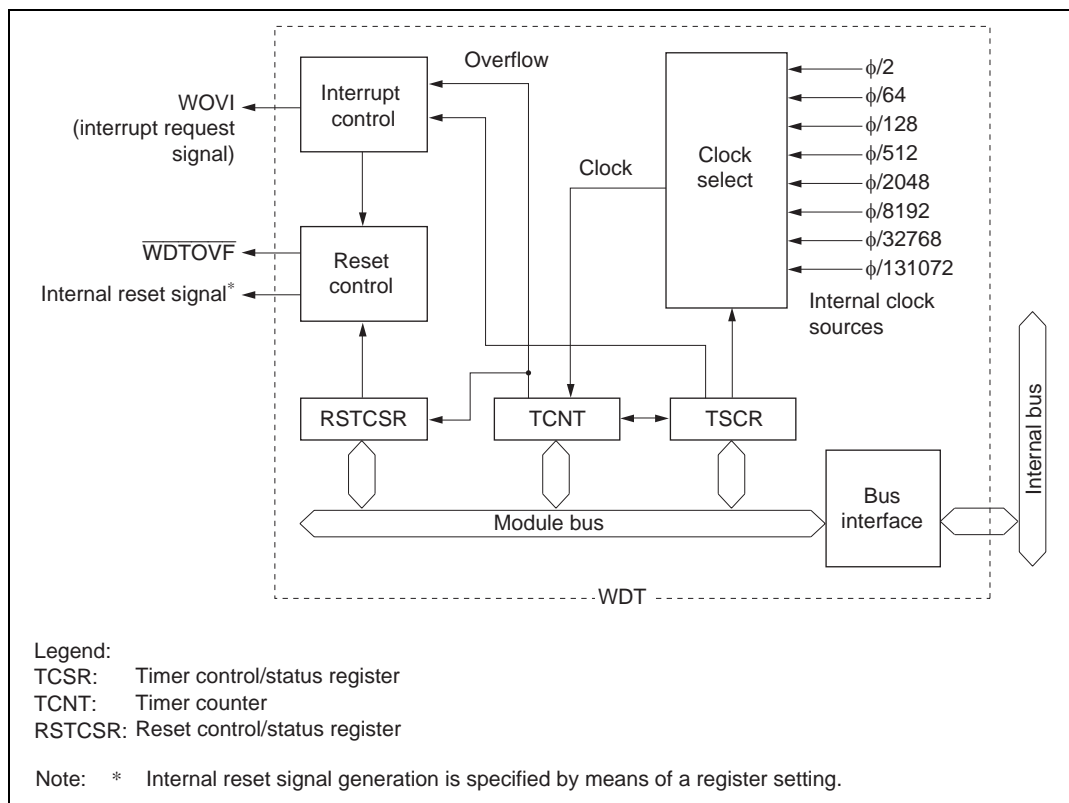 Overflow
Interrupt
control
WOVI
(interrupt request
signal)
Reset
control
WDTOVF
Internal reset signal*
Clock
Clock
select
ϕ/2
ϕ/64
ϕ/128
ϕ/512
ϕ/2048
ϕ/8192
ϕ/32768
ϕ/131072
Internal clock
sources
RSTCSR
TCNT
TSCR
Module bus
Bus
interface
Internal bus
WDT
Legend:
TCSR: Timer control/status register
TCNT: Timer counter
RSTCSR: Reset control/status register
Note: * Internal reset signal generation is specified by means of a register setting.